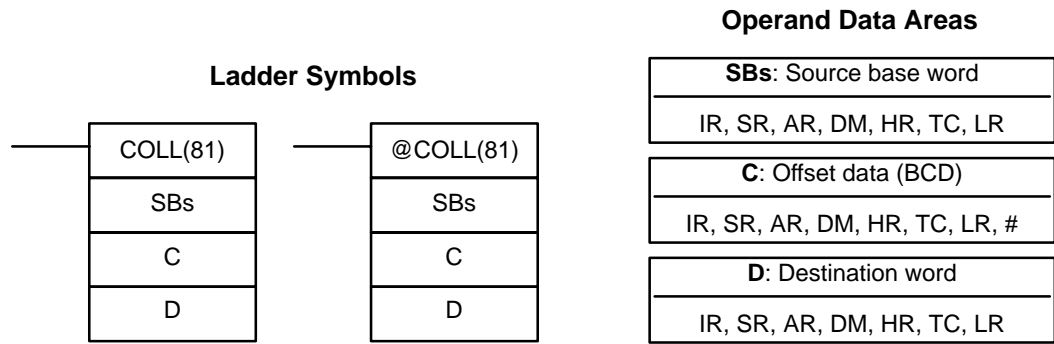 Ladder Symbols
COLL(81)
SBs
C
D
@COLL(81)
SBs
C
D
Operand Data Areas
SBs: Source base word
IR, SR, AR, DM, HR, TC, LR
C: Offset data (BCD)
IR, SR, AR, DM, HR, TC, LR, #
D: Destination word
IR, SR, AR, DM, HR, TC, LR